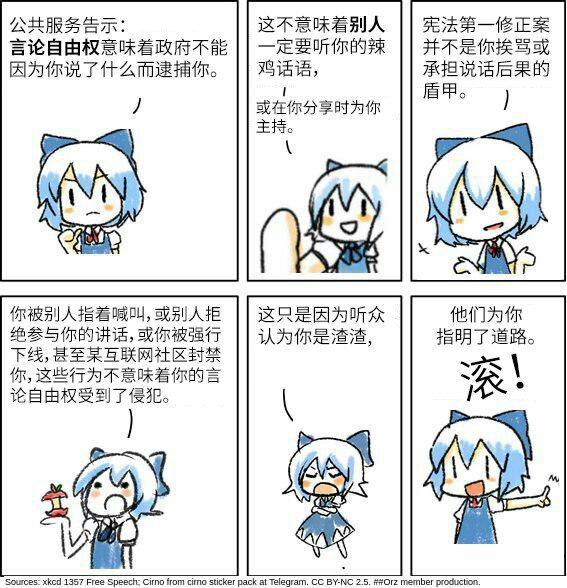 公共服务告示:
言论自由权意味着政府不能
因为你说了什么而逮捕你。
这不意味着别人
一定要听你的辣
鸡话语,
或在你分享时为你
主持。
宪法第一修正案
并不是你挨骂或
承担说话后果的
盾甲。
你被别人指着喊叫, 或别人拒
绝参与你的讲话, 或你被强行
下线, 甚至某互联网社区封禁
你, 这些行为不意味着你的言
论自由权受到了侵犯。
这只是因为听众
认为你是渣渣,
他们为你
指明了道路。
滚!
Sources: xkcd 1357 Free Speech; Cirno from cirno sticker pack at Telegram. CC BY-NC 2.5. ##Orz member production.